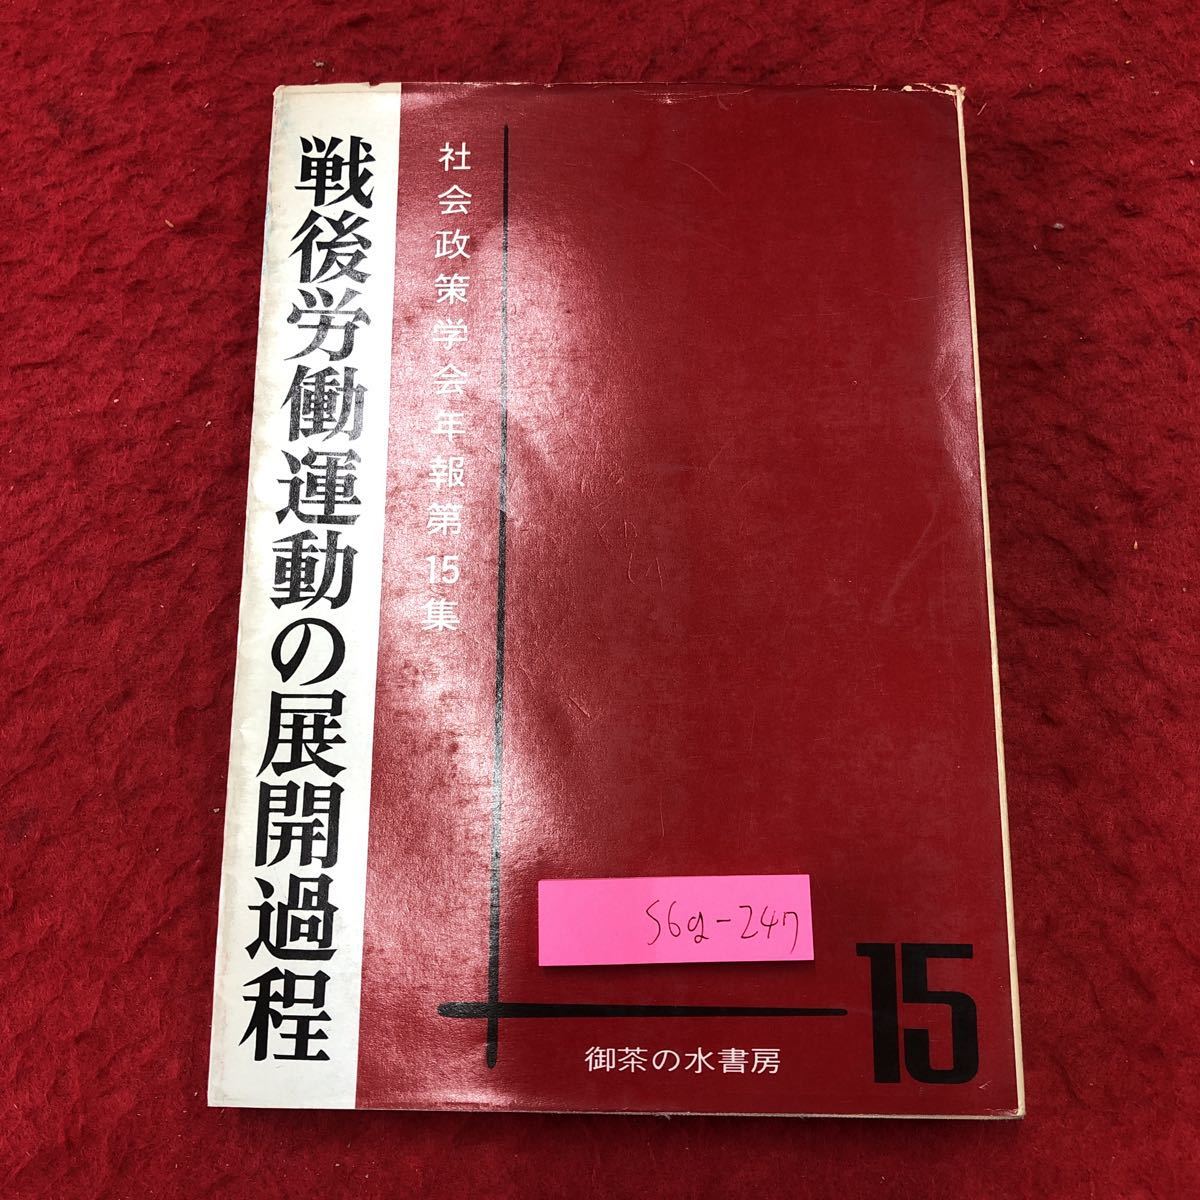 戦後労働運動の展開過程
社会政策学会年報第15集
S6g-247
15
御茶の水書房